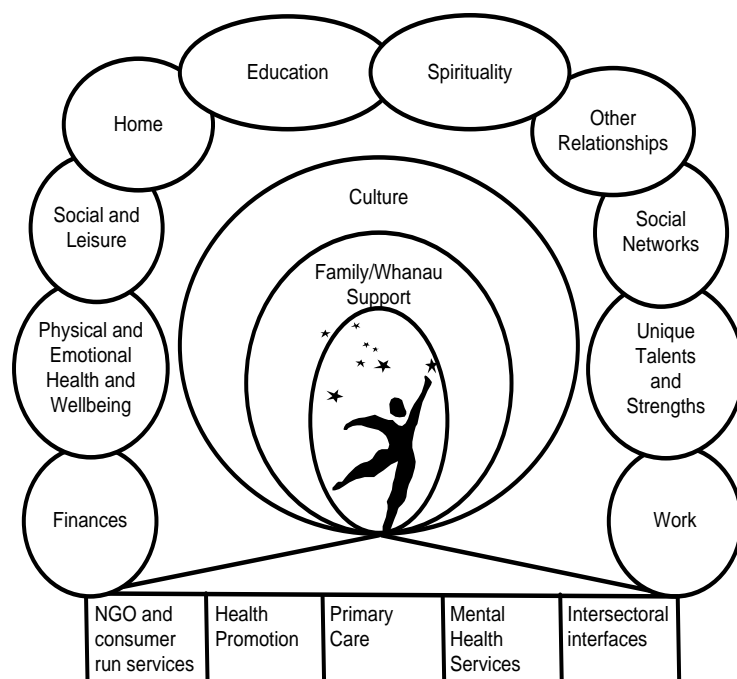 Education
Spirituality
Home
Other
Relationships
Social and
Leisure
Culture
Social
Networks
Family/Whanau
Support
Physical and
Emotional
Health and
Wellbeing
Unique
Talents
and
Strengths
Finances
Work
NGO and
consumer
run services
Health
Promotion
Primary
Care
Mental
Health
Services
Intersectoral
interfaces